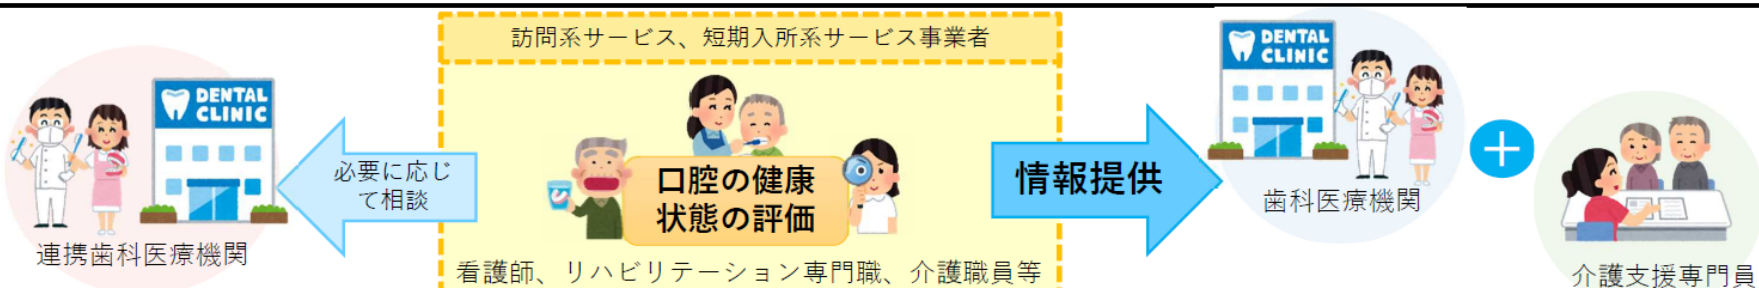 訪問系サービス、短期入所系サービス事業者
DENTAL
CLINIC
必要に応じ
て相談
連携歯科医療機関
口腔の健康
状態の評価
看護師、リハビリテーション専門職、介護職員等
情報提供
DENTAL
CLINIC
歯科医療機関
+
介護支援専門員